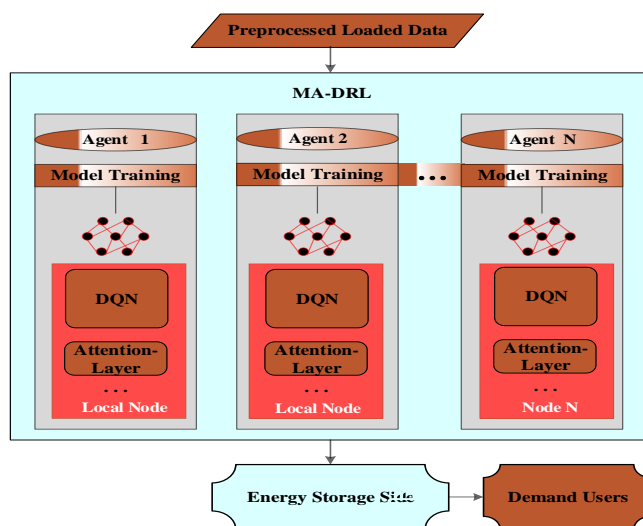 Preprocessed Loaded Data
MA-DRL
Agent 1
Agent 2
Agent N
Model Training
Model Training
...
Model Training
DQN
DQN
DQN
Attention-
Layer
Attention-
Layer
Attention-
Layer
...
...
...
Local Node
Local Node
Node N
Energy Storage Side
Demand Users